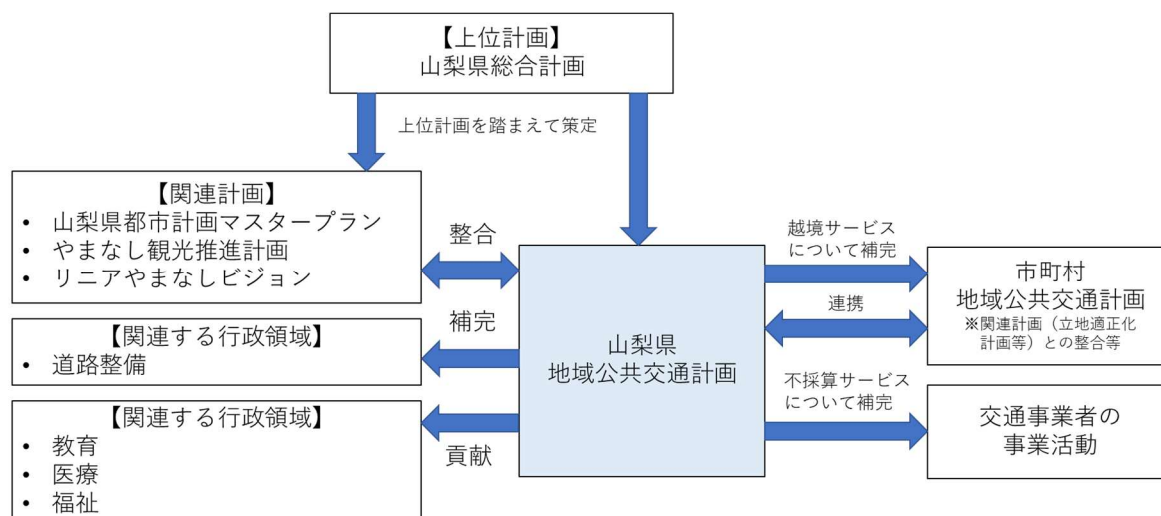 【上位計画】
山梨県総合計画
上位計画を踏まえて策定
【関連計画】
• 山梨県都市計画マスタープラン
• やまなし観光推進計画
• リニアやまなしビジョン
整合
【関連する行政領域】
• 道路整備
補完
【関連する行政領域】
• 教育
• 医療
• 福祉
貢献
山梨県
地域公共交通計画
越境サービス
について補完
連携
市町村
地域公共交通計画
※関連計画（立地適正化
計画等）との整合等
不採算サービス
について補完
交通事業者の
事業活動